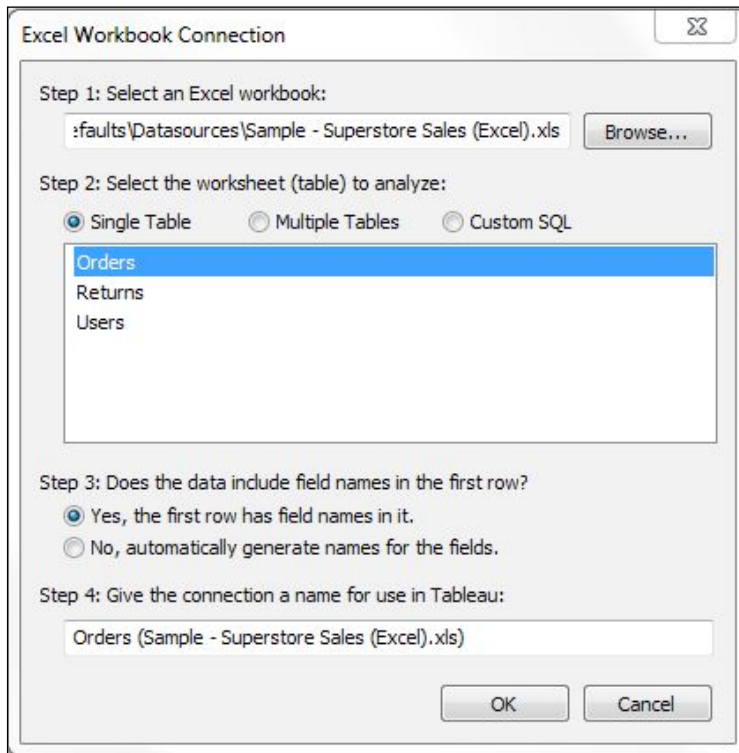 Excel Workbook Connection
Step 1: Select an Excel workbook:
efaults\Datasources\Sample - Superstore Sales (Excel).xls Browse...
Step 2: Select the worksheet (table) to analyze:
Single Table Multiple Tables Custom SQL
Orders
Returns
Users
Step 3: Does the data include field names in the first row?
Yes, the first row has field names in it.
No, automatically generate names for the fields.
Step 4: Give the connection a name for use in Tableau:
Orders (Sample - Superstore Sales (Excel).xls)
OK Cancel